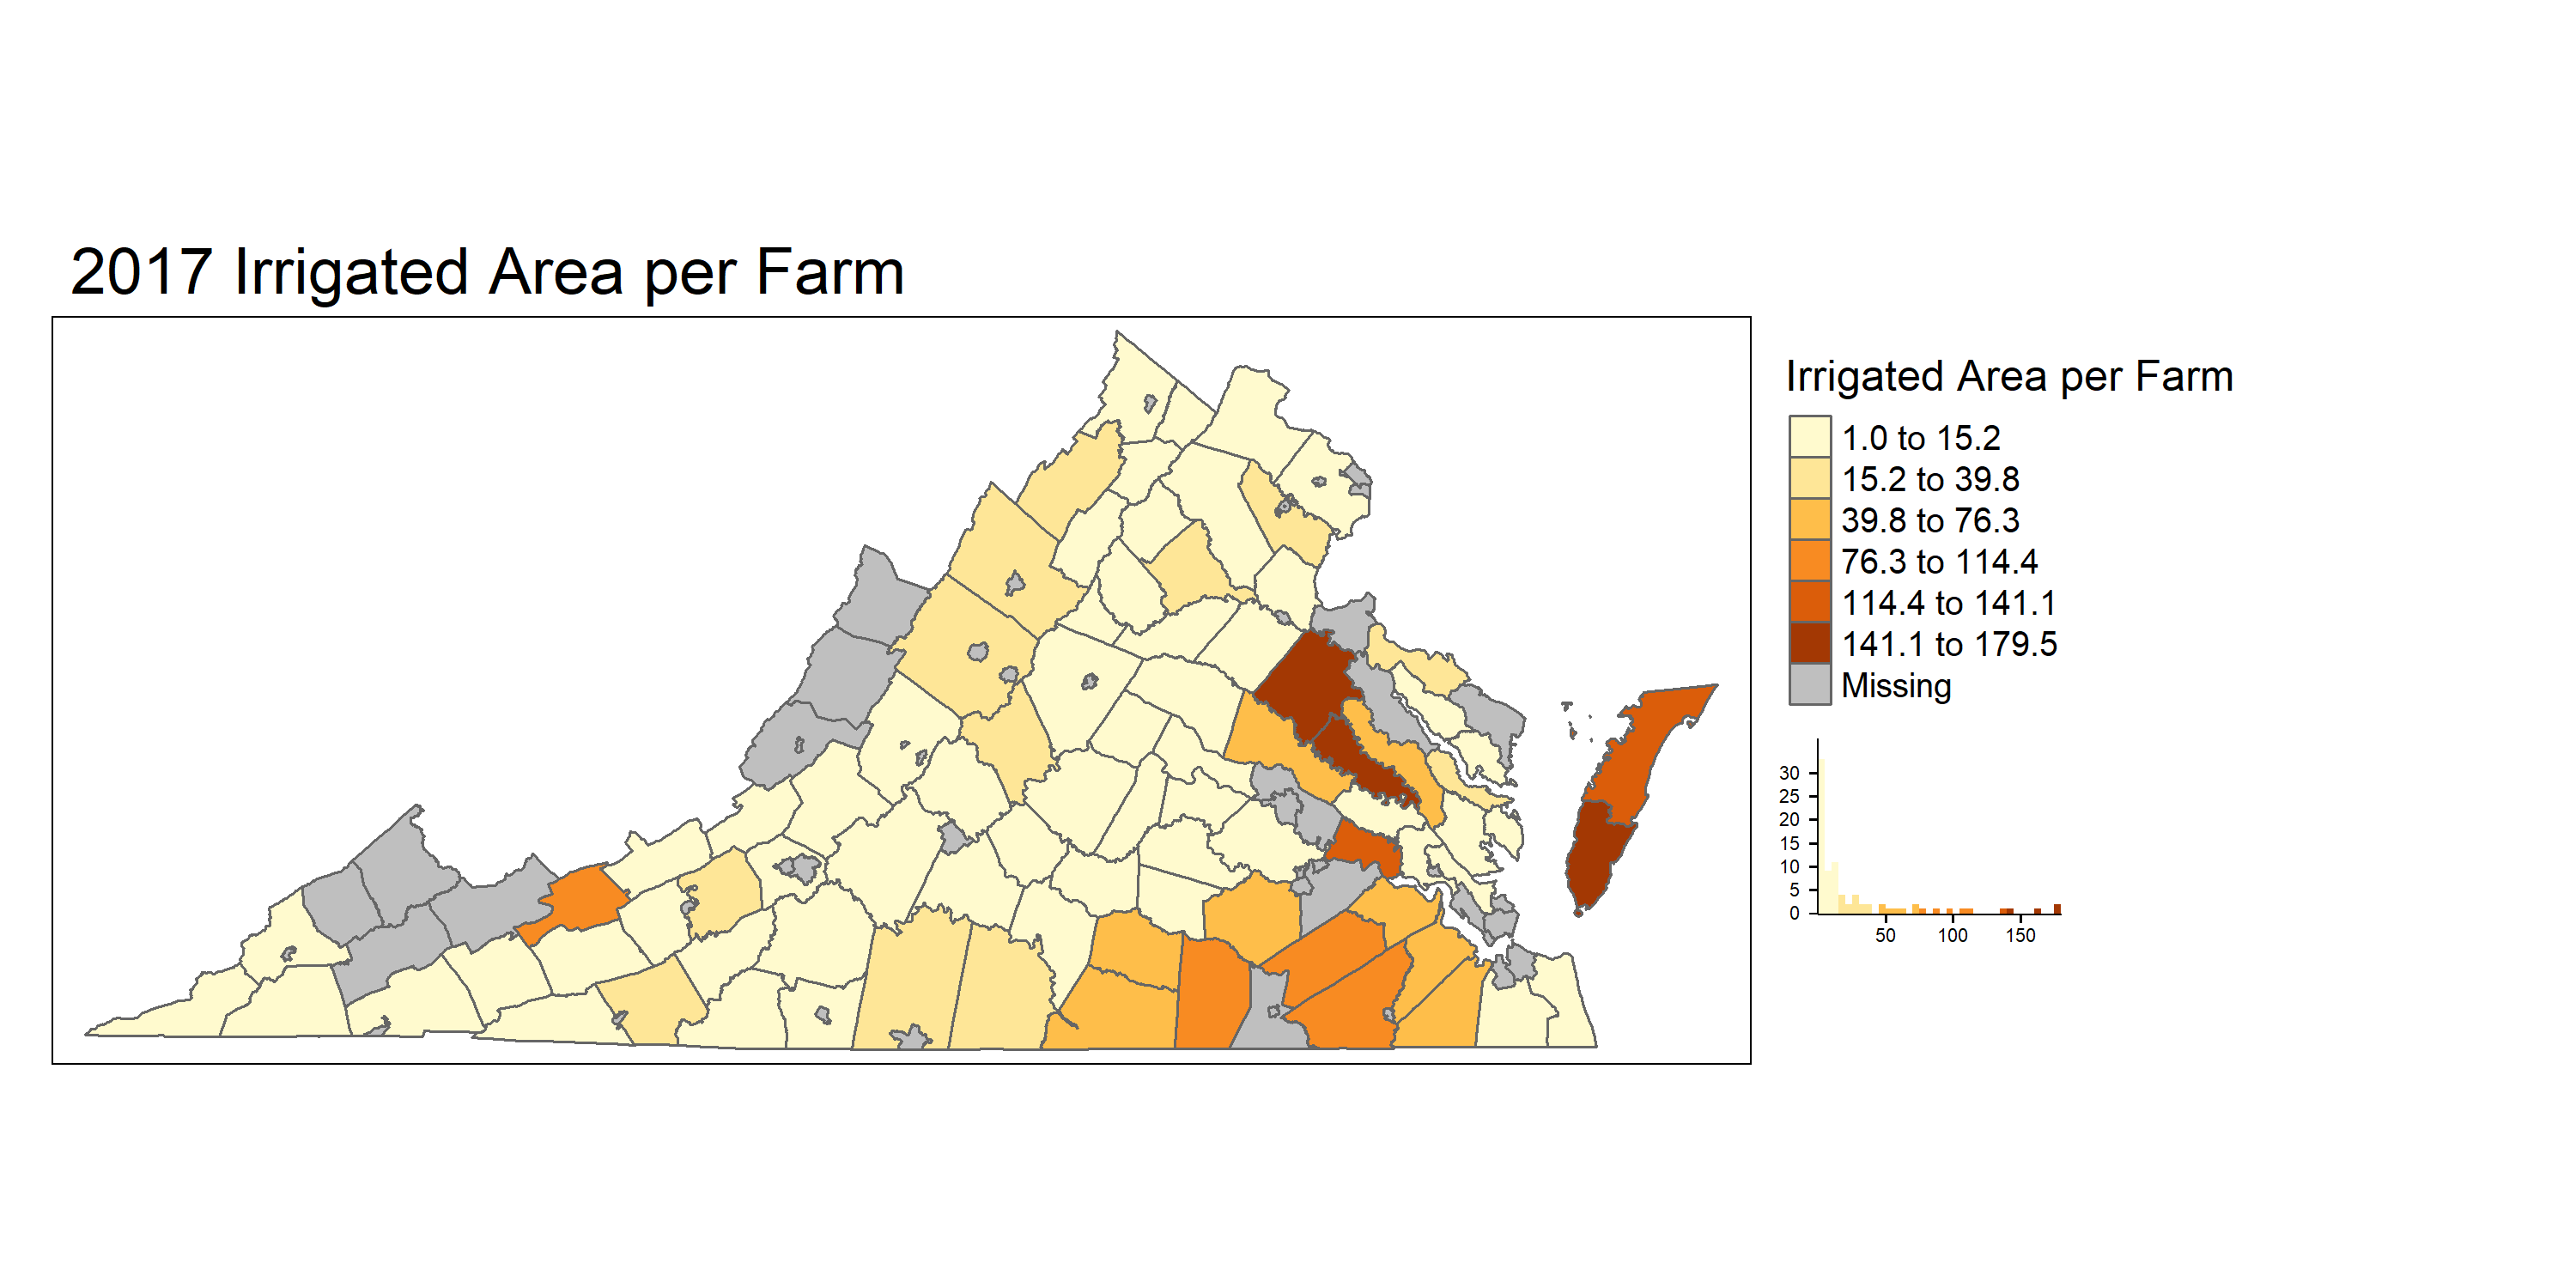 2017 Irrigated Area per Farm
Irrigated Area per Farm
1.0 to 15.2
15.2 to 39.8
39.8 to 76.3
76.3 to 114.4
114.4 to 141.1
141.1 to 179.5
Missing
30
25
20
15
10
5
0
50 100 150